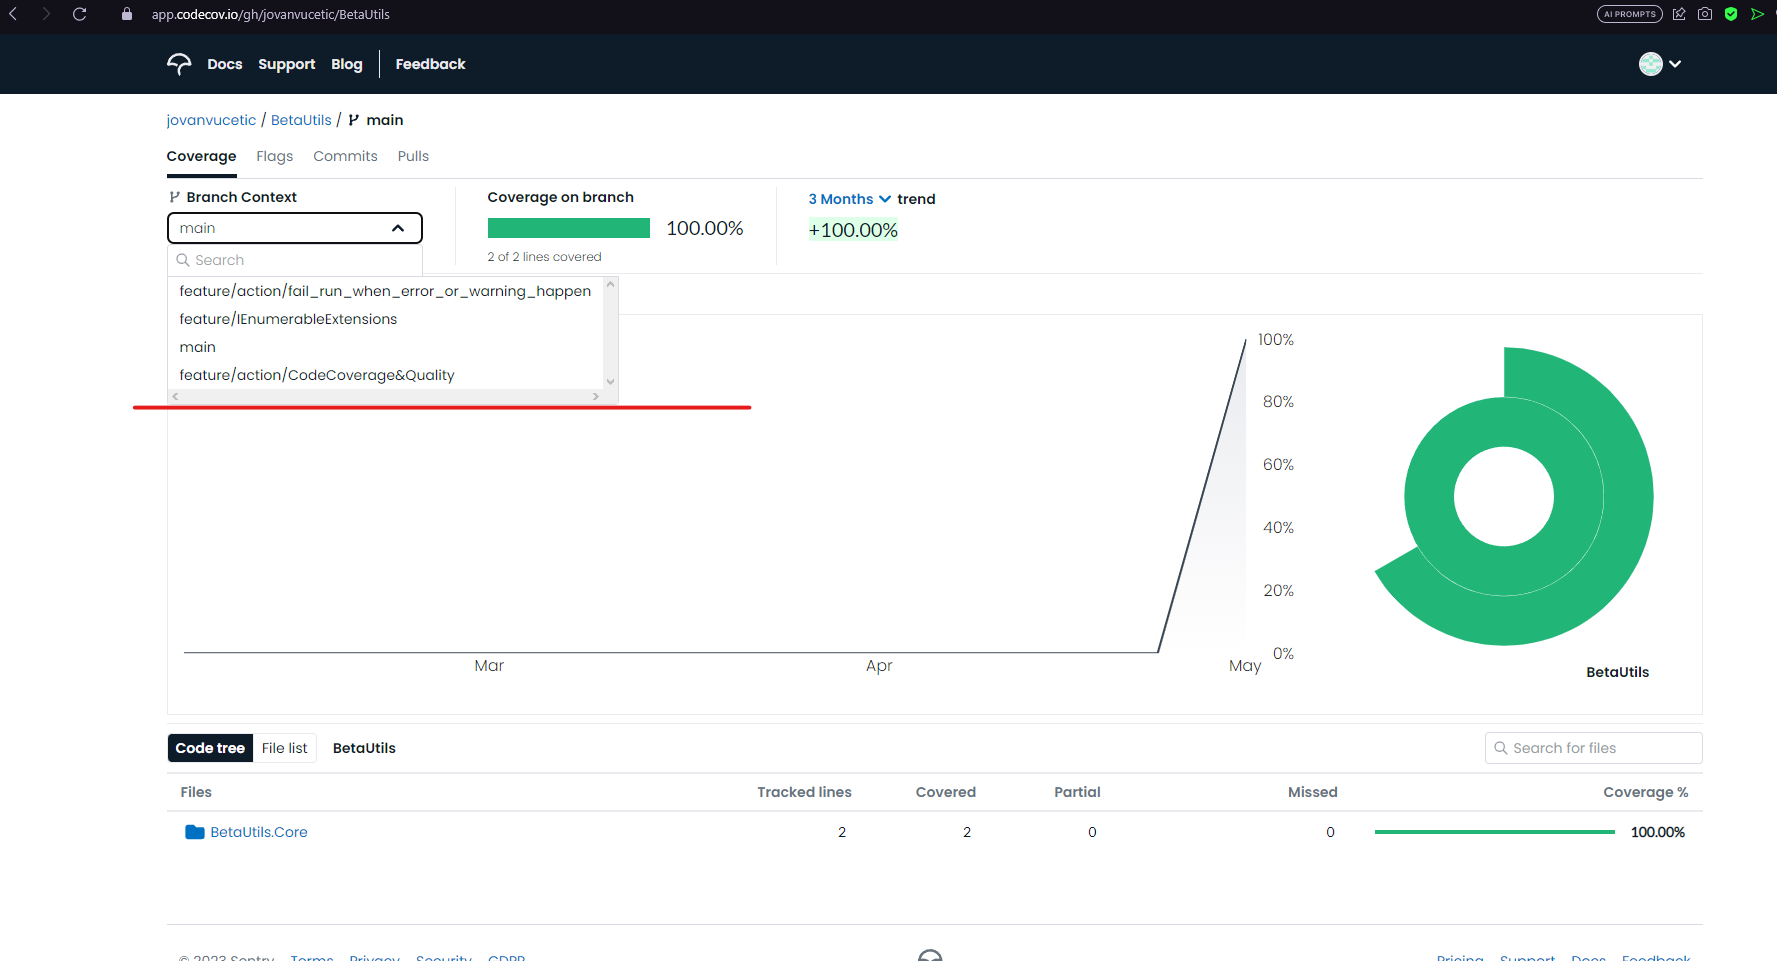 app.codecov.io/gh/jovanvucetic/BetaUtils AI PROMPTS
Docs Support Blog Feedback
jovanvucetic / BetaUtils / main
Coverage Flags Commits Pulls
Branch Context
main
Search
feature/action/fail_run_when_error_or_warning_happen
feature/IEnumerableExtensions
main
feature/action/CodeCoverage&Quality
Coverage on branch
100.00%
2 of 2 lines covered
3 Months trend
+100.00%
100%
80%
60%
40%
20%
0%
Mar Apr May
BetaUtils
Code tree File list BetaUtils
Search for files
Files Tracked lines Covered Partial Missed Coverage %
BetaUtils.Core 2 2 0 0 100.00%
© 2023 Sentry Terms Privacy Security GDPR Pricing Support Docs Feedback